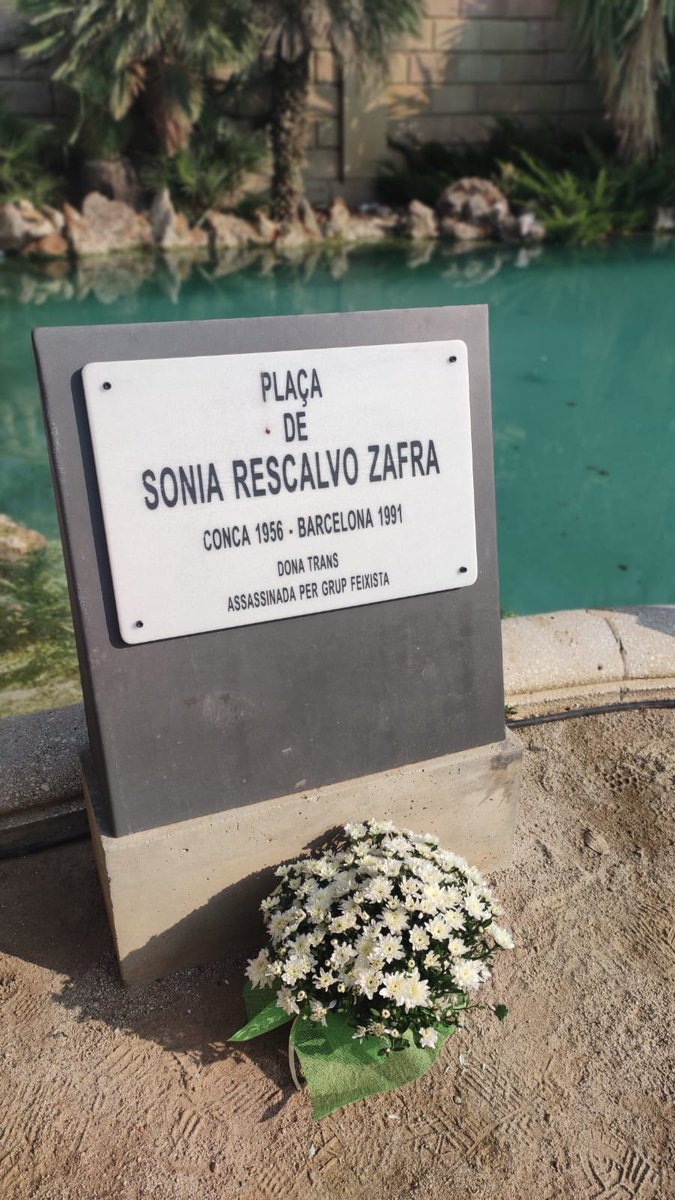 PLAÇA
DE
SONIA RESCALVO ZAFRA
CONCA 1956 - BARCELONA 1991
DONA TRANS
ASSASSINADA PER GRUP FEIXISTA